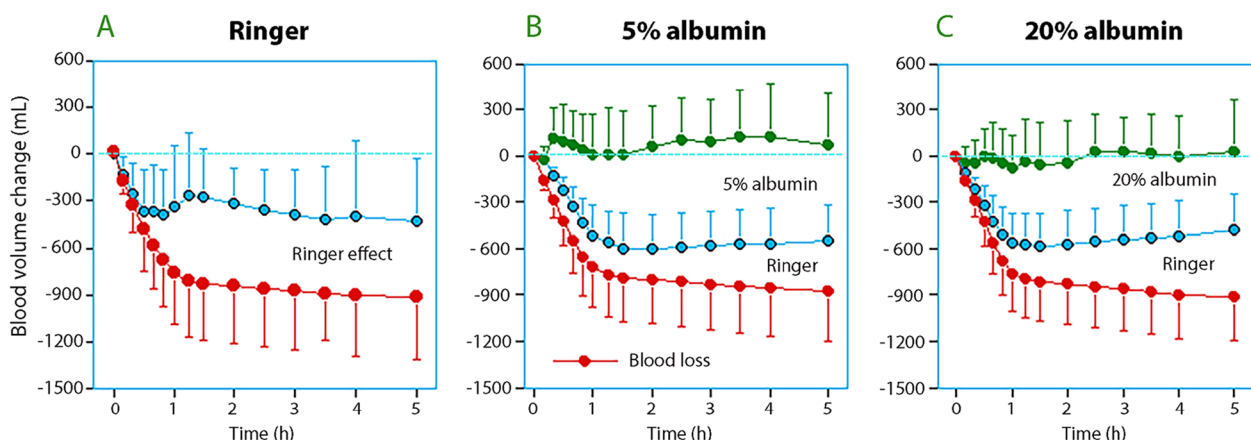 A
Ringer
B
5% albumin
C
20% albumin
Blood volume change (mL)
600
300
0
-300
-600
-900
-1200
-1500
Ringer effect
0
1
2
3
4
5
Time (h)
600
300
0
-300
-600
-900
-1200
-1500
5% albumin
Ringer
Blood loss
0
1
2
3
4
5
Time (h)
600
300
0
-300
-600
-900
-1200
-1500
20% albumin
Ringer
0
1
2
3
4
5
Time (h)